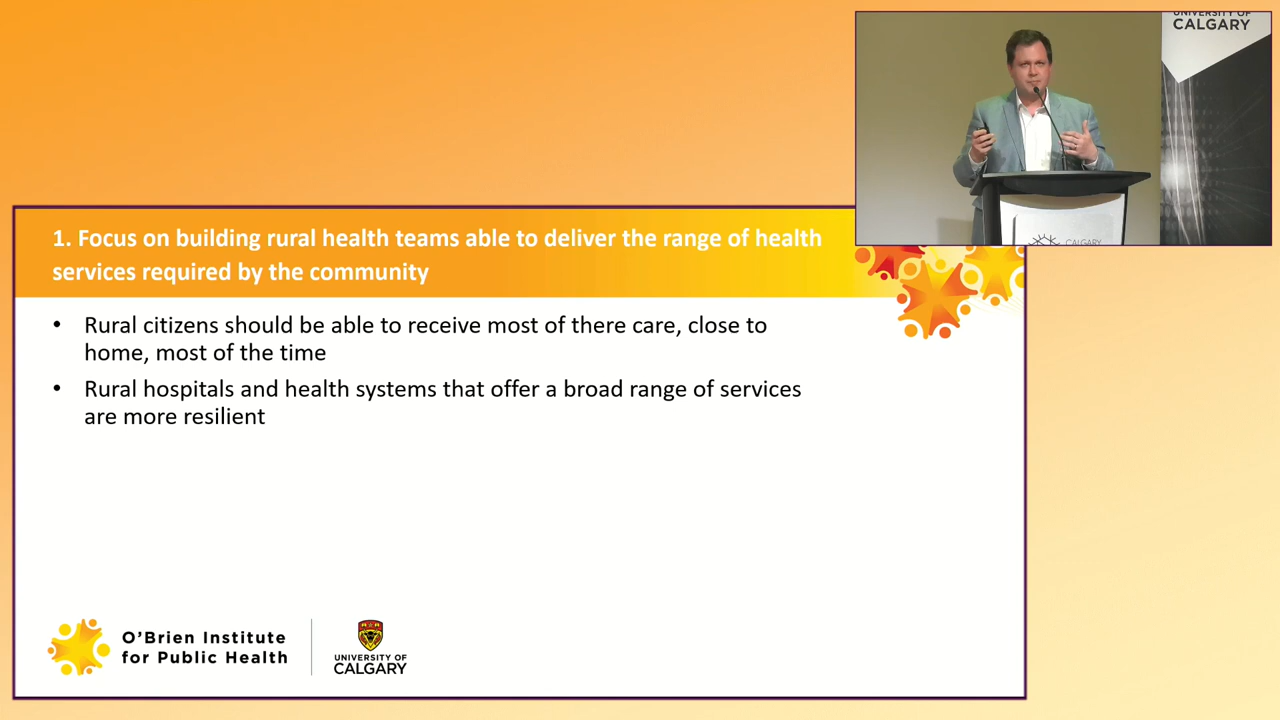 UNIVERSITY OF
CALGARY
CALGARY
1. Focus on building rural health teams able to deliver the range of health
services required by the community
• Rural citizens should be able to receive most of there care, close to
home, most of the time
• Rural hospitals and health systems that offer a broad range of services
are more resilient
O'Brien Institute
for Public Health
UNIVERSITY OF
CALGARY